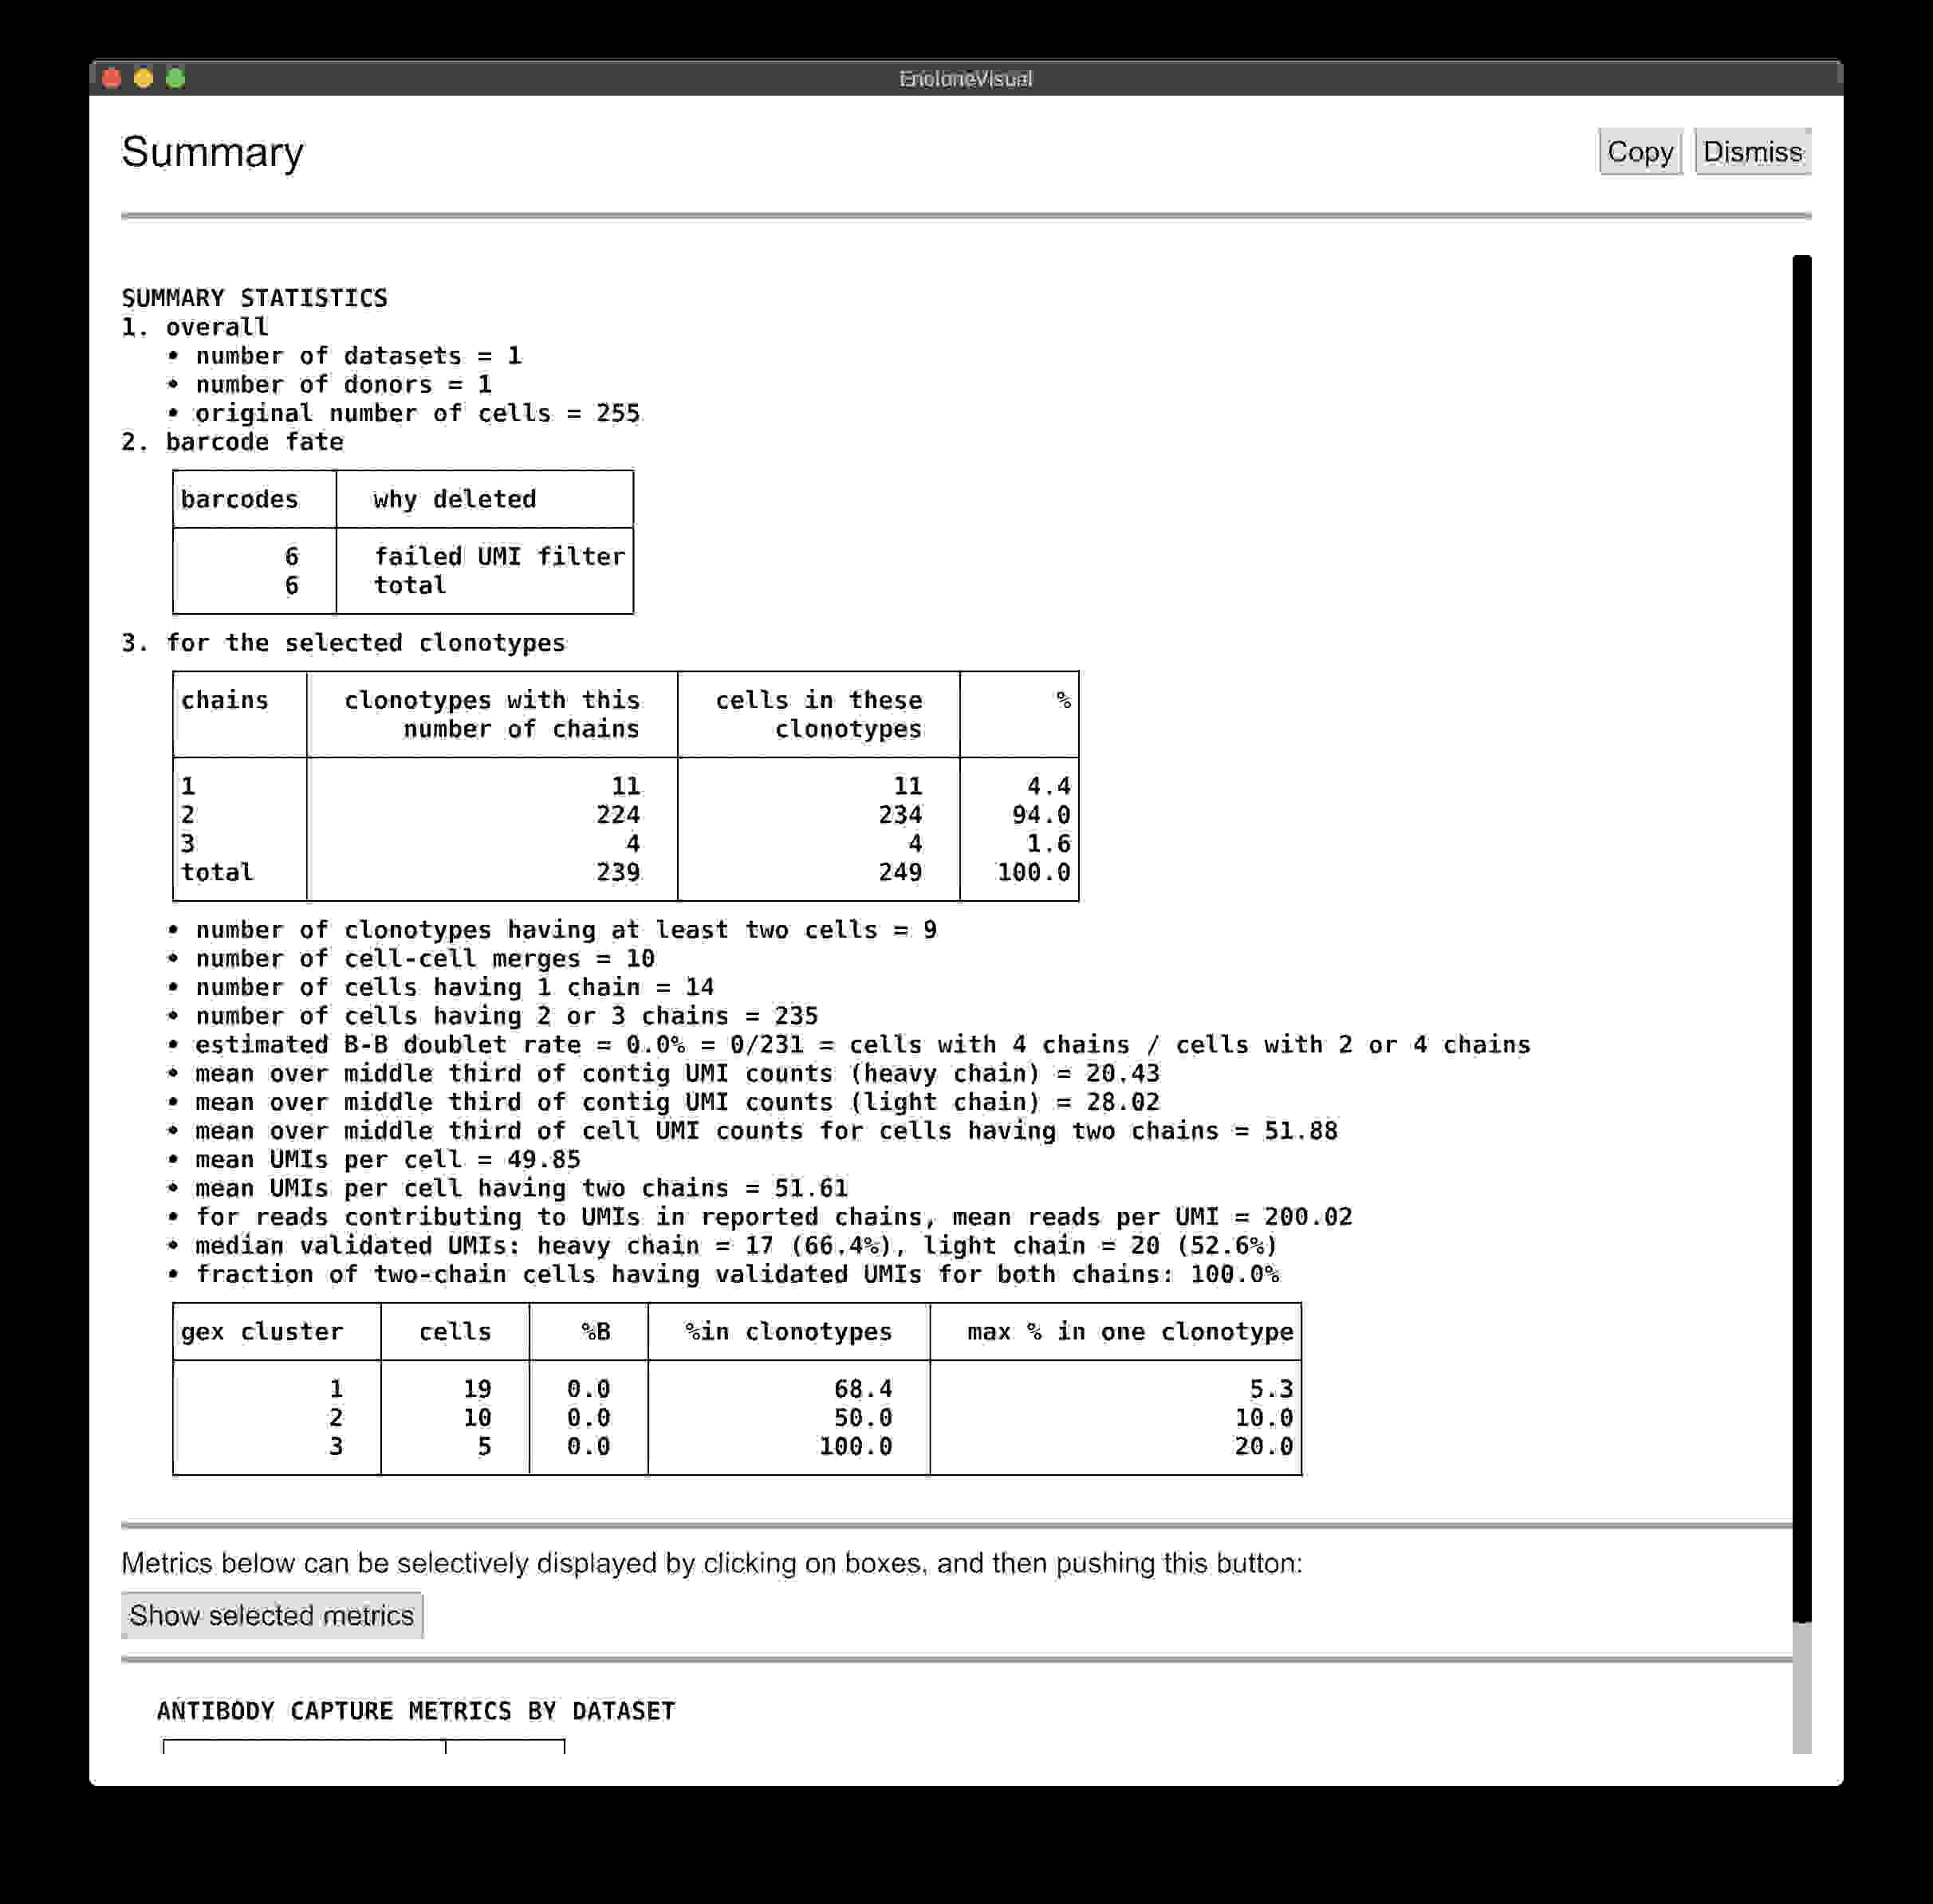 EncloneVisual
Summary
Copy Dismiss
SUMMARY STATISTICS
1. overall
• number of datasets = 1
• number of donors = 1
• original number of cells = 255
2. barcode fate
barcodes why deleted
6 failed UMI filter
6 total
3. for the selected clonotypes
chains clonotypes with this cells in these %
number of chains clonotypes
1 11 11 4.4
2 224 234 94.0
3 4 4 1.6
total 239 249 100.0
• number of clonotypes having at least two cells = 9
• number of cell-cell merges = 10
• number of cells having 1 chain = 14
• number of cells having 2 or 3 chains = 235
• estimated B-B doublet rate = 0.0% = 0/231 = cells with 4 chains / cells with 2 or 4 chains
• mean over middle third of contig UMI counts (heavy chain) = 20.43
• mean over middle third of contig UMI counts (light chain) = 28.02
• mean over middle third of cell UMI counts for cells having two chains = 51.88
• mean UMIs per cell = 49.85
• mean UMIs per cell having two chains = 51.61
• for reads contributing to UMIs in reported chains, mean reads per UMI = 200.02
• median validated UMIs: heavy chain = 17 (66.4%), light chain = 20 (52.6%)
• fraction of two-chain cells having validated UMIs for both chains: 100.0%
gex cluster cells %B %in clonotypes max % in one clonotype
1 19 0.0 68.4 5.3
2 10 0.0 50.0 10.0
3 5 0.0 100.0 20.0
Metrics below can be selectively displayed by clicking on boxes, and then pushing this button:
Show selected metrics
ANTIBODY CAPTURE METRICS BY DATASET